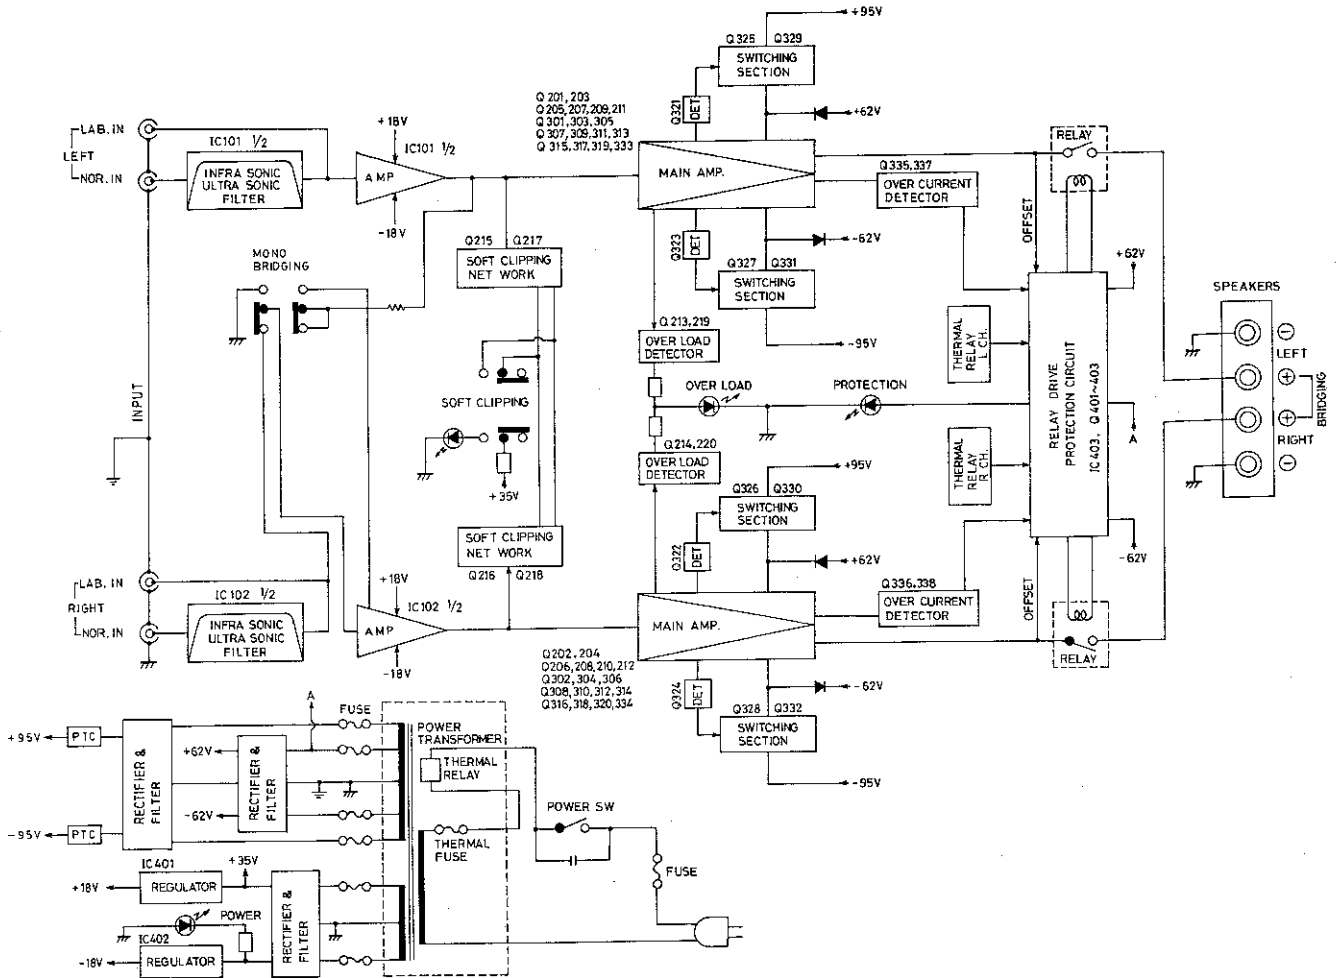 +95V
Q325 Q329
SWITCHING
SECTION
Q321
DET
+62V
Q201,203
Q205,207,209,211
Q301,303,305
Q307,309,311,313
Q315,317,319,333
LAB. IN
LEFT
NOR. IN
IC101 1/2
INFRA SONIC
ULTRA SONIC
FILTER
+18V
IC101 1/2
AMP
-18V
MAIN AMP.
Q335,337
OVER CURRENT
DETECTOR
RELAY
OFFSET
Q323
DET
-62V
Q327 Q331
SWITCHING
SECTION
-95V
Q215 Q217
SOFT CLIPPING
NET WORK
MONO
BRIDGING
+62V
SPEAKERS
Q213,219
OVER LOAD
DETECTOR
THERMAL
RELAY
L CH.
⊖
LEFT
⊕
BRIDGING
⊕
RIGHT
⊖
INPUT
SOFT CLIPPING
OVER LOAD
PROTECTION
RELAY DRIVE
PROTECTION CIRCUIT
IC403, Q401~403
A
+35V
Q214,220
OVER LOAD
DETECTOR
+95V
Q326 Q330
SWITCHING
SECTION
THERMAL
RELAY
R CH.
-62V
SOFT CLIPPING
NET WORK
Q216 Q218
Q322
DET
+62V
LAB. IN
RIGHT
NOR. IN
IC102 1/2
INFRA SONIC
ULTRA SONIC
FILTER
+18V
IC102 1/2
AMP
-18V
MAIN AMP.
Q336,338
OVER CURRENT
DETECTOR
OFFSET
RELAY
Q202,204
Q206,208,210,212
Q302,304,306
Q308,310,312,314
Q316,318,320,334
Q324
DET
-62V
Q328 Q332
SWITCHING
SECTION
-95V
A
FUSE
+95V
PTC
RECTIFIER &
FILTER
+62V
RECTIFIER &
FILTER
-62V
-95V
PTC
POWER
TRANSFORMER
THERMAL
RELAY
THERMAL
FUSE
POWER SW
FUSE
IC401
+35V
+18V
REGULATOR
POWER
RECTIFIER &
FILTER
IC402
-18V
REGULATOR